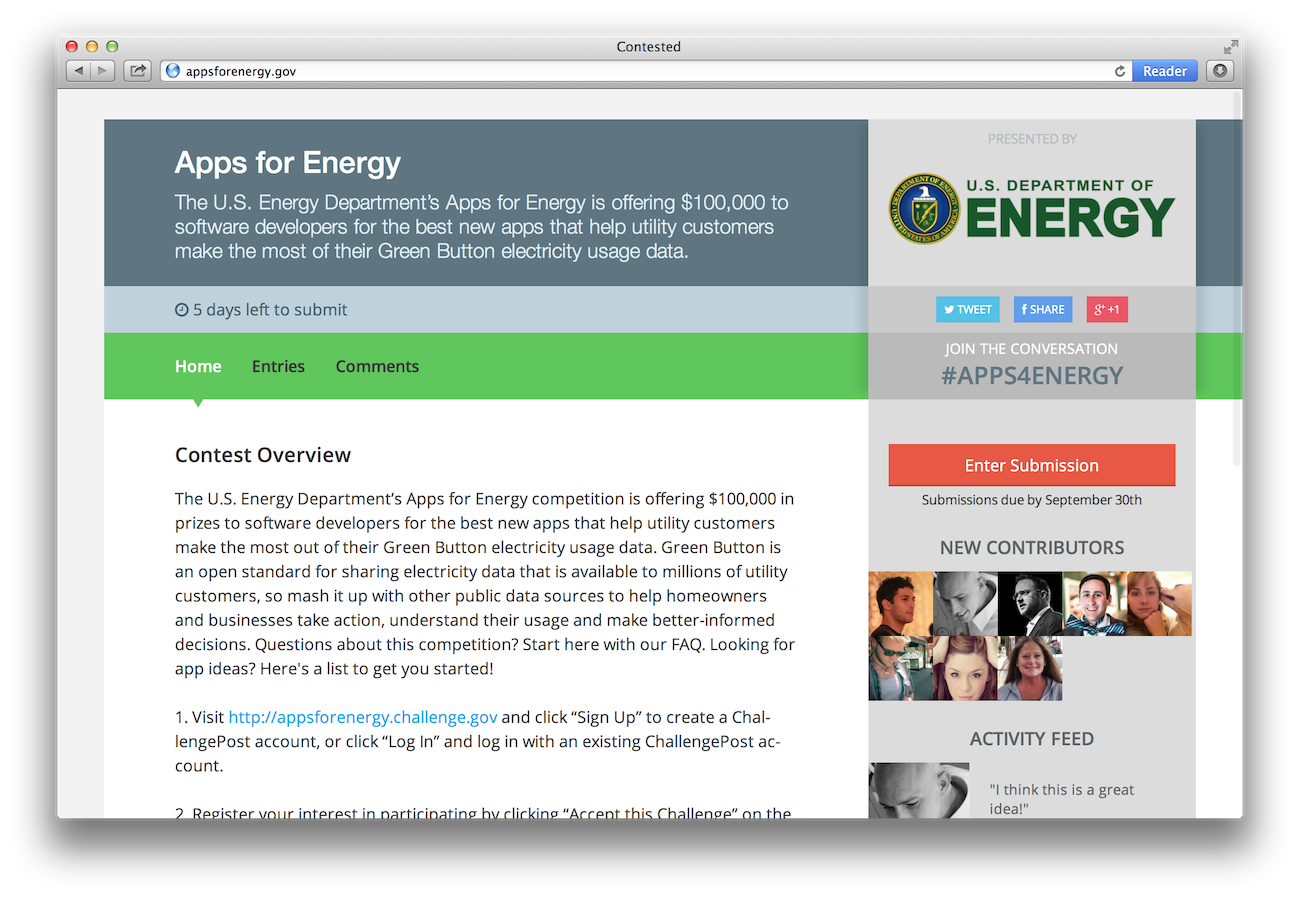 Contested
appsforenergy.gov
Reader
Apps for Energy
The U.S. Energy Department’s Apps for Energy is offering $100,000 to
software developers for the best new apps that help utility customers
make the most of their Green Button electricity usage data.
5 days left to submit
Home Entries Comments
PRESENTED BY
U.S. DEPARTMENT OF
ENERGY
TWEET
f SHARE
g+ +1
JOIN THE CONVERSATION
#APPS4ENERGY
Contest Overview
The U.S. Energy Department’s Apps for Energy competition is offering $100,000 in
prizes to software developers for the best new apps that help utility customers
make the most out of their Green Button electricity usage data. Green Button is
an open standard for sharing electricity data that is available to millions of utility
customers, so mash it up with other public data sources to help homeowners
and businesses take action, understand their usage and make better-informed
decisions. Questions about this competition? Start here with our FAQ. Looking for
app ideas? Here's a list to get you started!
1. Visit http://appsforenergy.challenge.gov and click “Sign Up” to create a Chal-
lengePost account, or click “Log In” and log in with an existing ChallengePost ac-
count.
2. Register your interest in participating by clicking “Accept this Challenge” on the
Enter Submission
Submissions due by September 30th
NEW CONTRIBUTORS
ACTIVITY FEED
"I think this is a great
idea!"